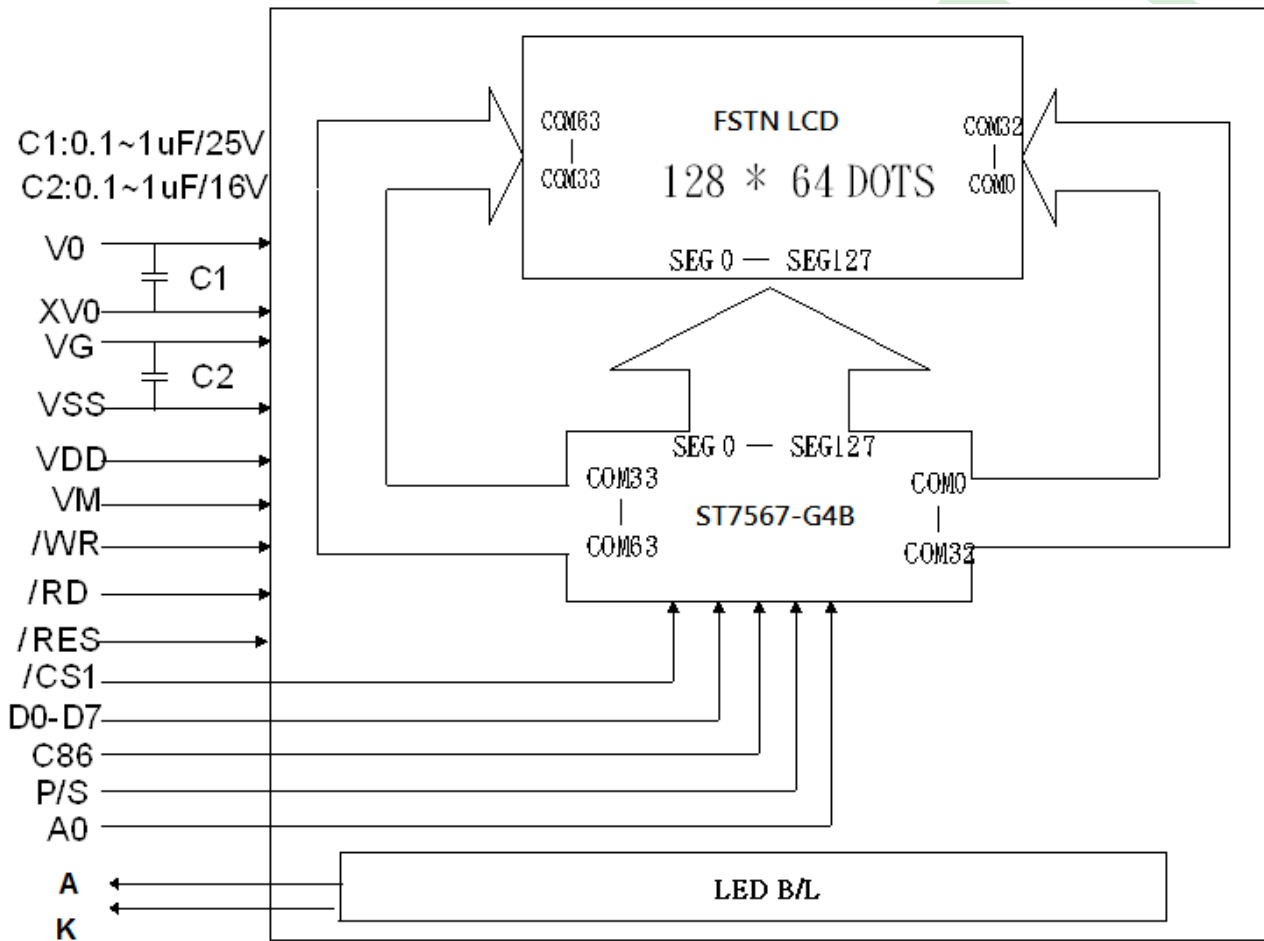 C1:0.1~1uF/25V
C2:0.1~1uF/16V
V0
C1
XV0
VG
C2
VSS
VDD
VM
/WR
/RD
/RES
/CS1
D0-D7
C86
P/S
A0
A
K
COM63
COM33
FSTN LCD
128 * 64 DOTS
COM32
COM0
SEG 0 — SEG127
SEG 0 — SEG127
COM33
COM63
ST7567-G4B
COM0
COM32
LED B/L